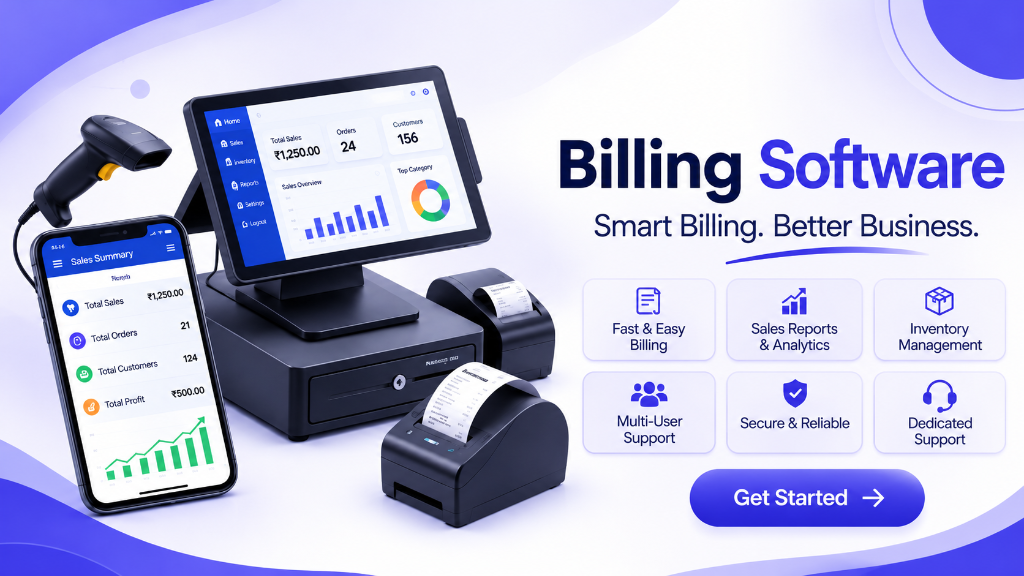 Billing Software
Smart Billing. Better Business.
Fast & Easy
Billing
Sales Reports
& Analytics
Inventory
Management
Multi-User
Support
Secure & Reliable
Dedicated
Support
Get Started →
Home
Sales
Inventory
Reports
Settings
Logout
Total Sales
₹1,250.00
Orders
24
Customers
156
Sales Overview
Top Category
Sales Summary
Total Sales ₹1,250.00
Total Orders 21
Total Customers 124
Total Profit ₹500.00